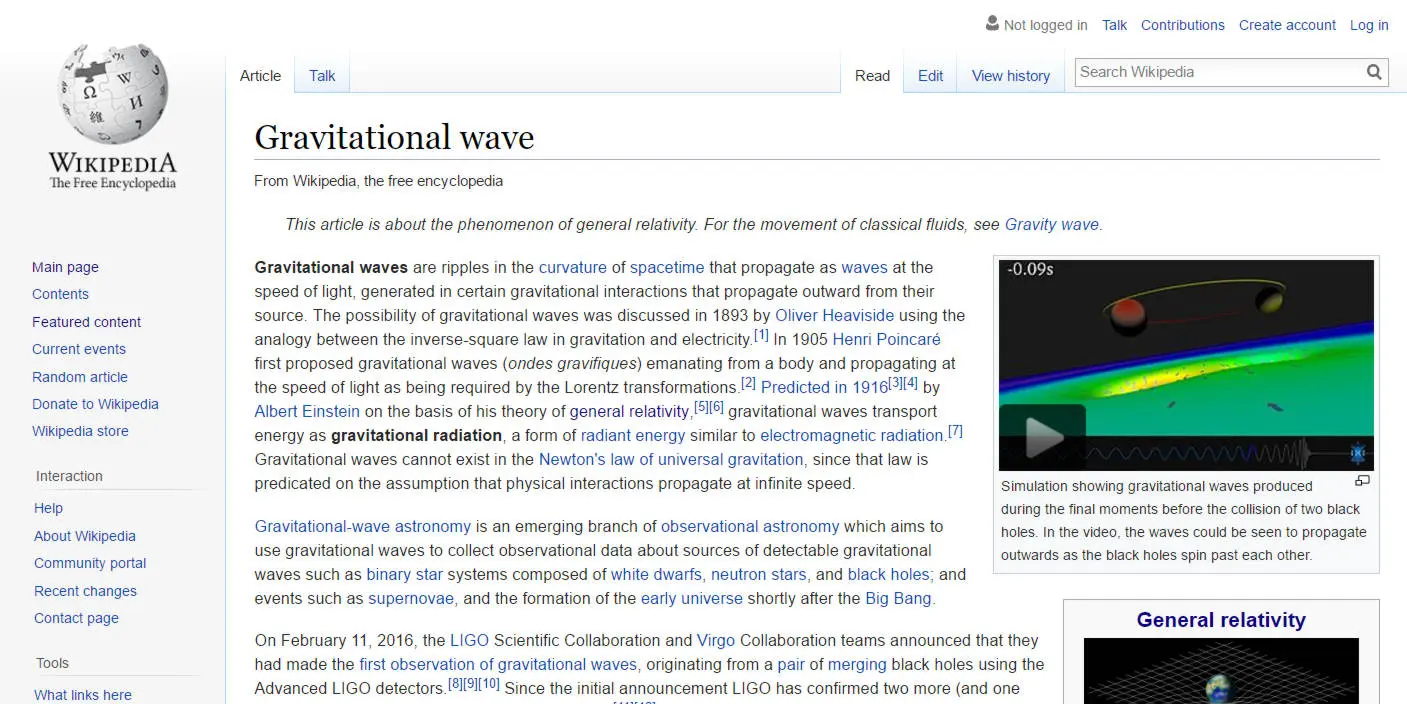 Not logged in Talk Contributions Create account Log in
Article Talk Read Edit View history Search Wikipedia
WIKIPEDIA
The Free Encyclopedia
Main page
Contents
Featured content
Current events
Random article
Donate to Wikipedia
Wikipedia store
Interaction
Help
About Wikipedia
Community portal
Recent changes
Contact page
Tools
What links here
Gravitational wave
From Wikipedia, the free encyclopedia
This article is about the phenomenon of general relativity. For the movement of classical fluids, see Gravity wave.
Gravitational waves are ripples in the curvature of spacetime that propagate as waves at the
speed of light, generated in certain gravitational interactions that propagate outward from their
source. The possibility of gravitational waves was discussed in 1893 by Oliver Heaviside using the
analogy between the inverse-square law in gravitation and electricity.[1] In 1905 Henri Poincaré
first proposed gravitational waves (ondes gravifiques) emanating from a body and propagating at
the speed of light as being required by the Lorentz transformations.[2] Predicted in 1916[3][4] by
Albert Einstein on the basis of his theory of general relativity,[5][6] gravitational waves transport
energy as gravitational radiation, a form of radiant energy similar to electromagnetic radiation.[7]
Gravitational waves cannot exist in the Newton's law of universal gravitation, since that law is
predicated on the assumption that physical interactions propagate at infinite speed.
Gravitational-wave astronomy is an emerging branch of observational astronomy which aims to
use gravitational waves to collect observational data about sources of detectable gravitational
waves such as binary star systems composed of white dwarfs, neutron stars, and black holes; and
events such as supernovae, and the formation of the early universe shortly after the Big Bang.
On February 11, 2016, the LIGO Scientific Collaboration and Virgo Collaboration teams announced that they
had made the first observation of gravitational waves, originating from a pair of merging black holes using the
Advanced LIGO detectors.[8][9][10] Since the initial announcement LIGO has confirmed two more (and one
-0.09s
Simulation showing gravitational waves produced
during the final moments before the collision of two black
holes. In the video, the waves could be seen to propagate
outwards as the black holes spin past each other.
General relativity